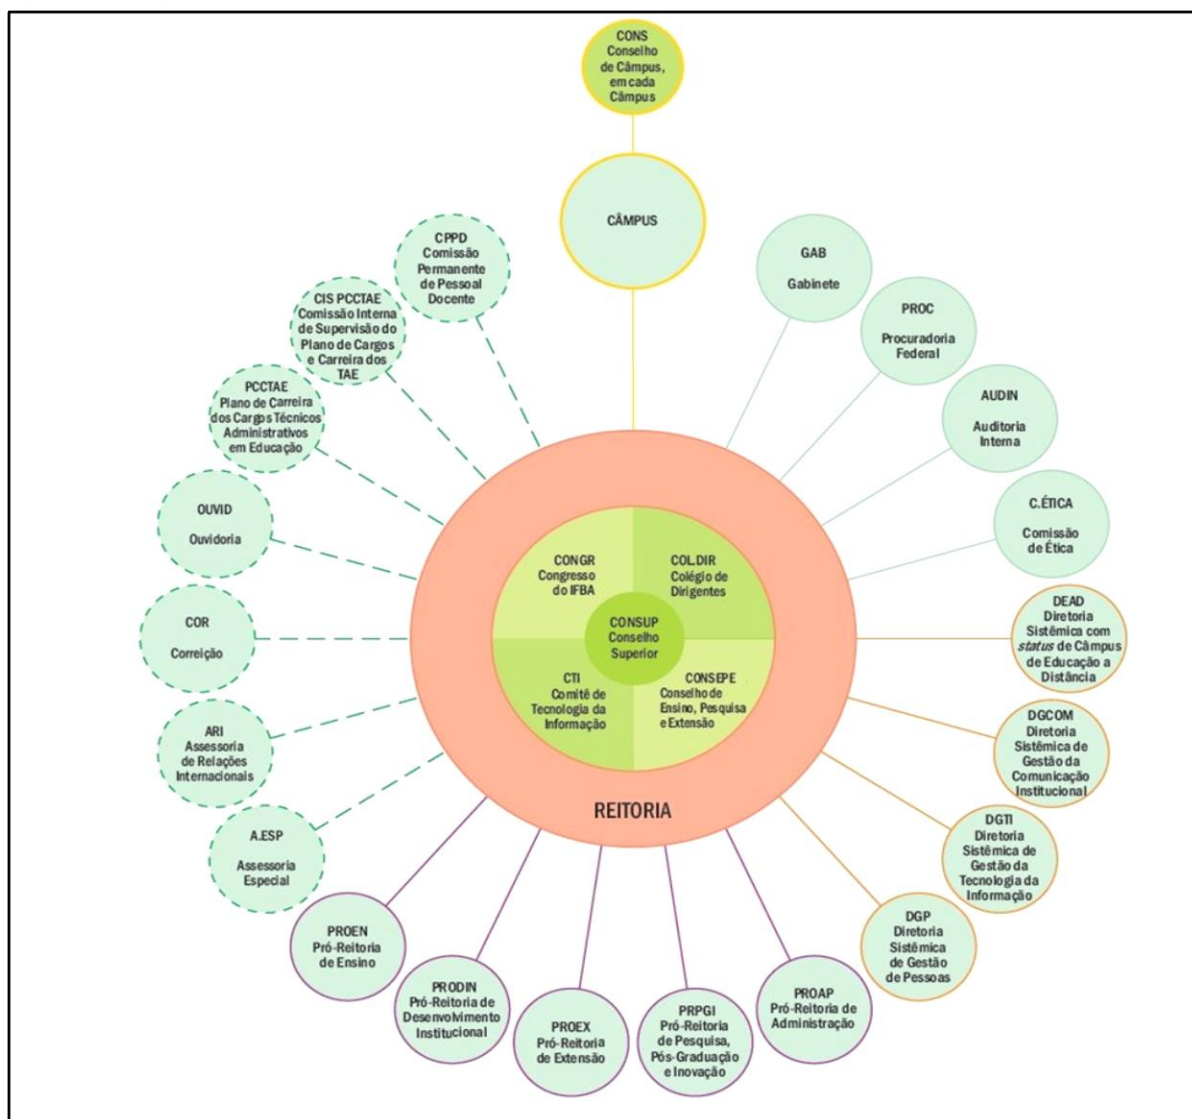 CONS
Conselho
de Câmpus,
em cada
Câmpus
CÂMPUS
GAB
Gabinete
PROC
Procuradoria
Federal
AUDIN
Auditoria
Interna
C.ÉTICA
Comissão
de Ética
DEAD
Diretoria
Sistêmica com
status de Câmpus
de Educação a
Distância
DGCOM
Diretoria
Sistêmica de
Gestão da
Comunicação
Institucional
DGTI
Diretoria
Sistêmica de
Gestão da
Tecnologia da
Informação
DGP
Diretoria
Sistêmica
de Gestão
de Pessoas
PROAP
Pró-Reitoria de
Administração
PRPGI
Pró-Reitoria
de Pesquisa,
Pós-Graduação
e Inovação
PROEX
Pró-Reitoria
de Extensão
PRODIN
Pró-Reitoria de
Desenvolvimento
Institucional
PROEN
Pró-Reitoria
de Ensino
A.ESP
Assessoria
Especial
ARI
Assessoria
de Relações
Internacionais
COR
Correição
OUVID
Ouvidoria
PCCTAE
Plano de Carreira
dos Cargos Técnicos
Administrativos
em Educação
CIS PCCTAE
Comissão Interna
de Supervisão do
Plano de Cargos
e Carreira dos
TAE
CPPD
Comissão
Permanente
de Pessoal
Docente
CONGR
Congresso
do IFBA
COL.DIR
Colégio de
Dirigentes
CONSUP
Conselho
Superior
CTI
Comitê de
Tecnologia da
Informação
CONSEPE
Conselho de
Ensino, Pesquisa
e Extensão
REITORIA